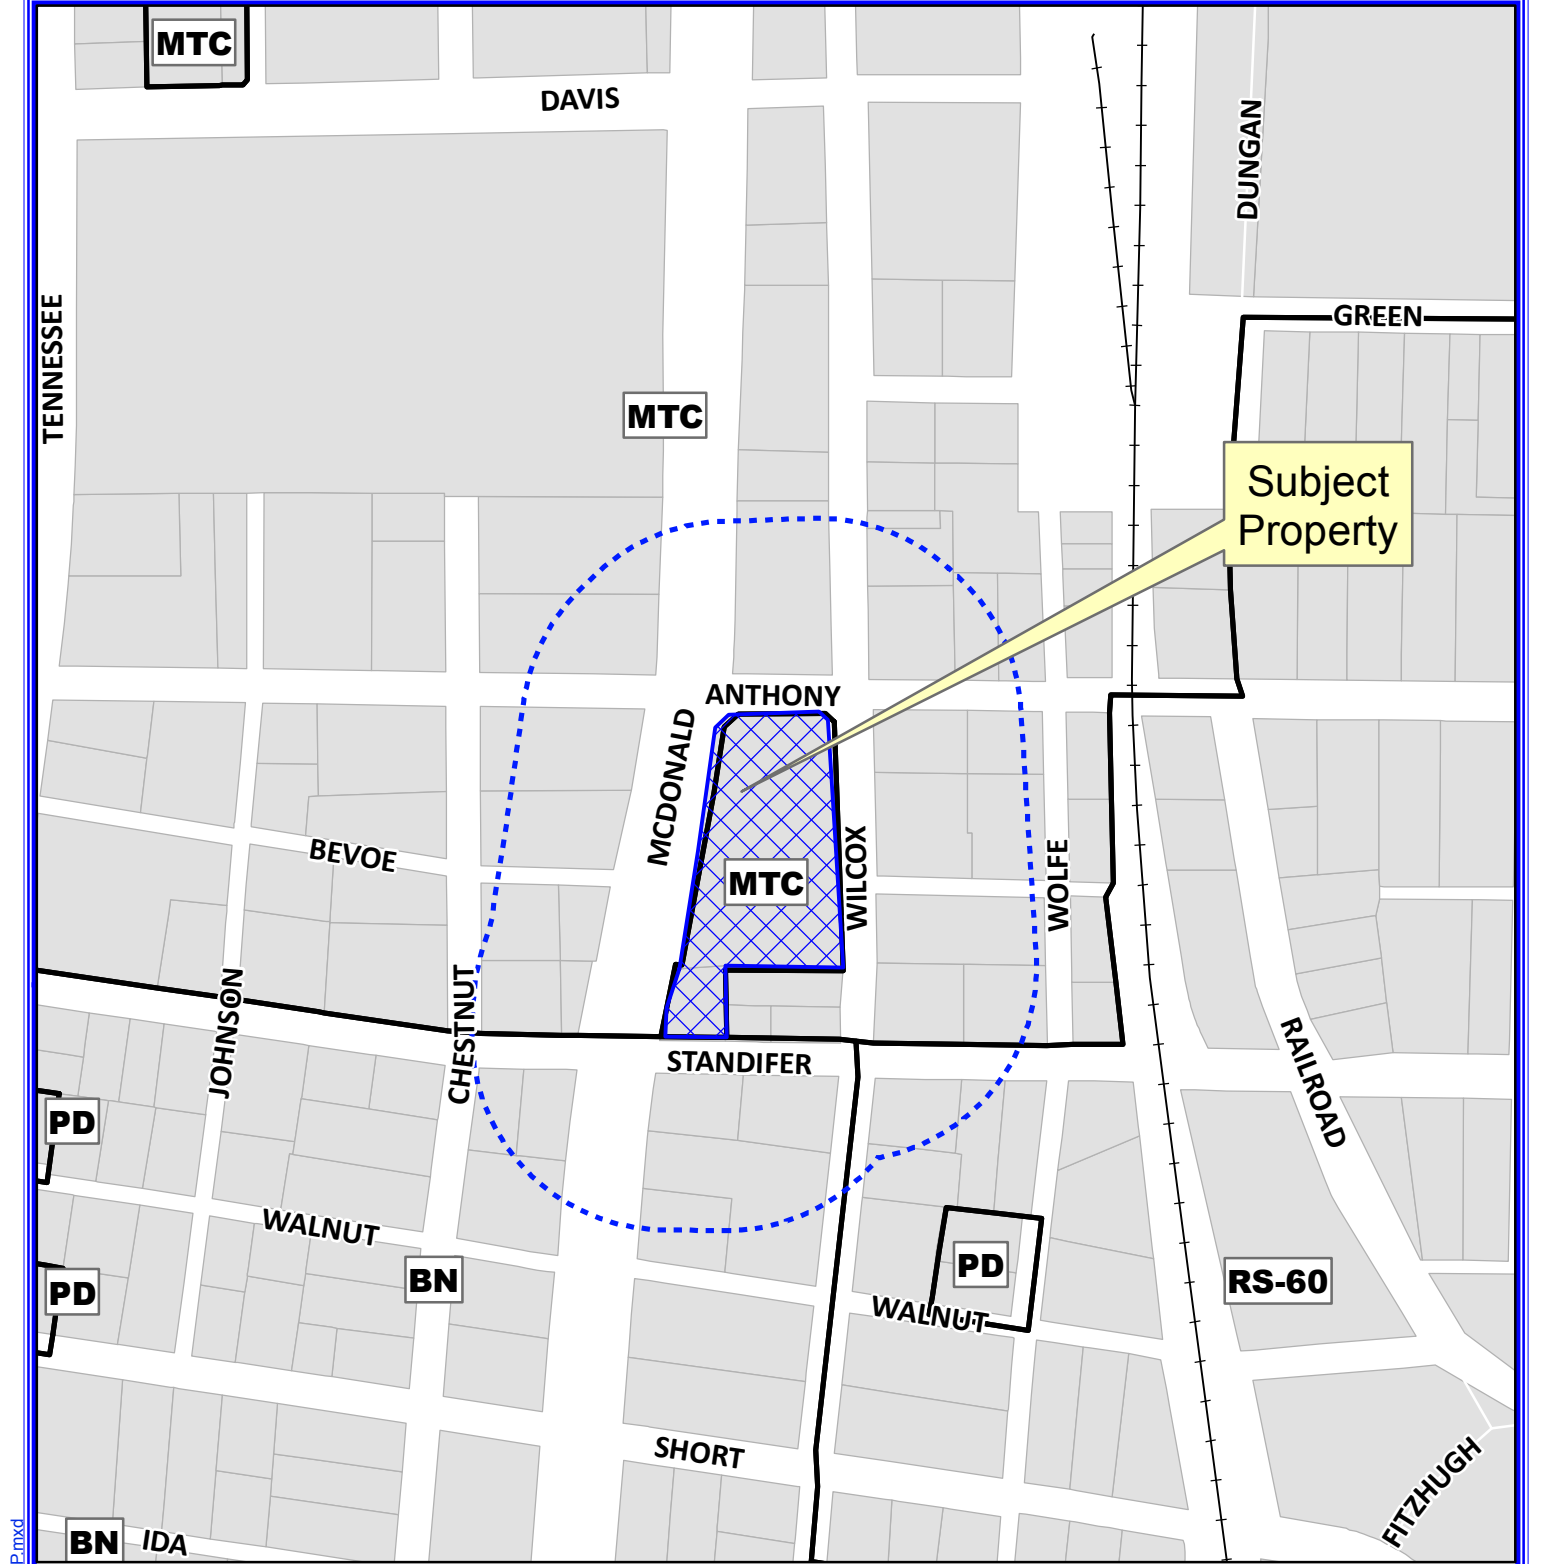 MTC
DAVIS
DUNGAN
GREEN
TENNESSEE
MTC
Subject
Property
ANTHONY
MCDONALD
BEVOE
MTC
WILCOX
WOLFE
JOHNSON
CHESTNUT
STANDIFER
RAILROAD
PD
WALNUT
BN
PD
RS-60
PD
WALNUT
SHORT
FITZHUGH
BN
IDA
P.mxd